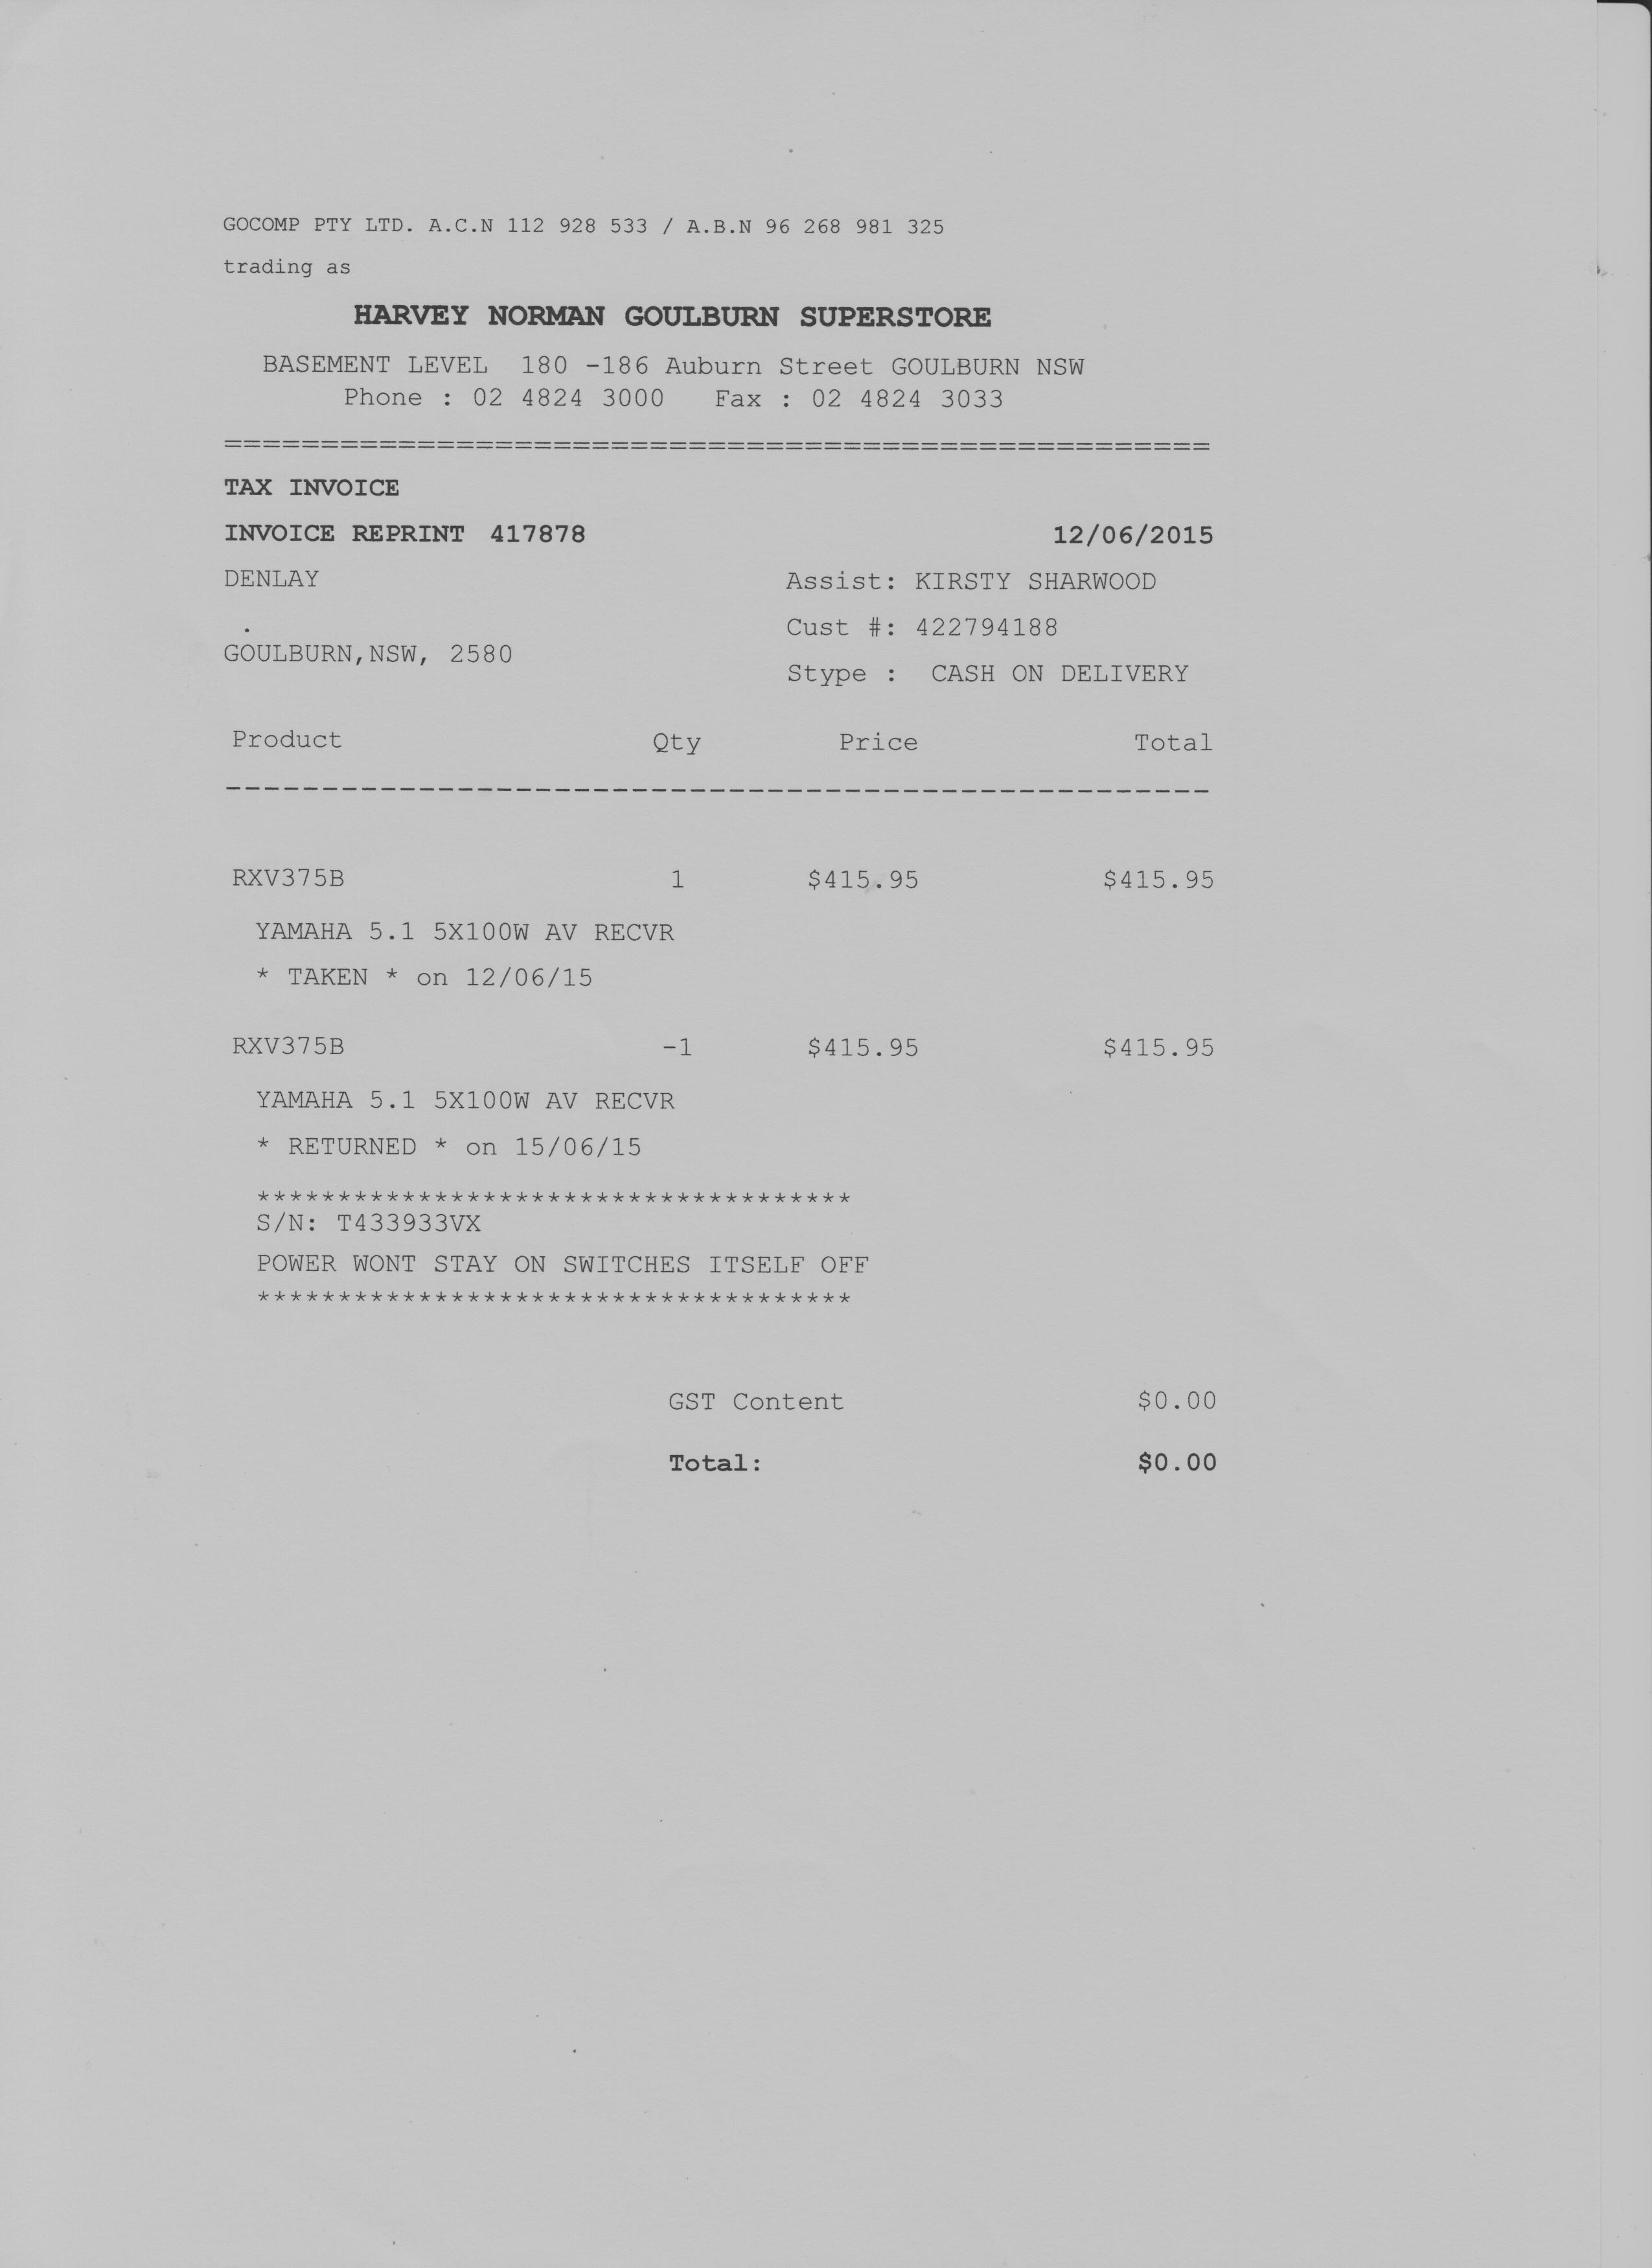 GOCOMP PTY LTD. A.C.N 112 928 533 / A.B.N 96 268 981 325
trading as
HARVEY NORMAN GOULBURN SUPERSTORE
BASEMENT LEVEL 180 -186 Auburn Street GOULBURN NSW
Phone : 02 4824 3000 Fax : 02 4824 3033
===================================================
TAX INVOICE
INVOICE REPRINT 417878 12/06/2015
DENLAY Assist: KIRSTY SHARWOOD
. Cust #: 422794188
GOULBURN,NSW, 2580
Stype : CASH ON DELIVERY
Product Qty Price Total
---------------------------------------------------
RXV375B 1 $415.95 $415.95
YAMAHA 5.1 5X100W AV RECVR
* TAKEN * on 12/06/15
RXV375B -1 $415.95 $415.95
YAMAHA 5.1 5X100W AV RECVR
* RETURNED * on 15/06/15
*************************************
S/N: T433933VX
POWER WONT STAY ON SWITCHES ITSELF OFF
*************************************
GST Content $0.00
Total: $0.00